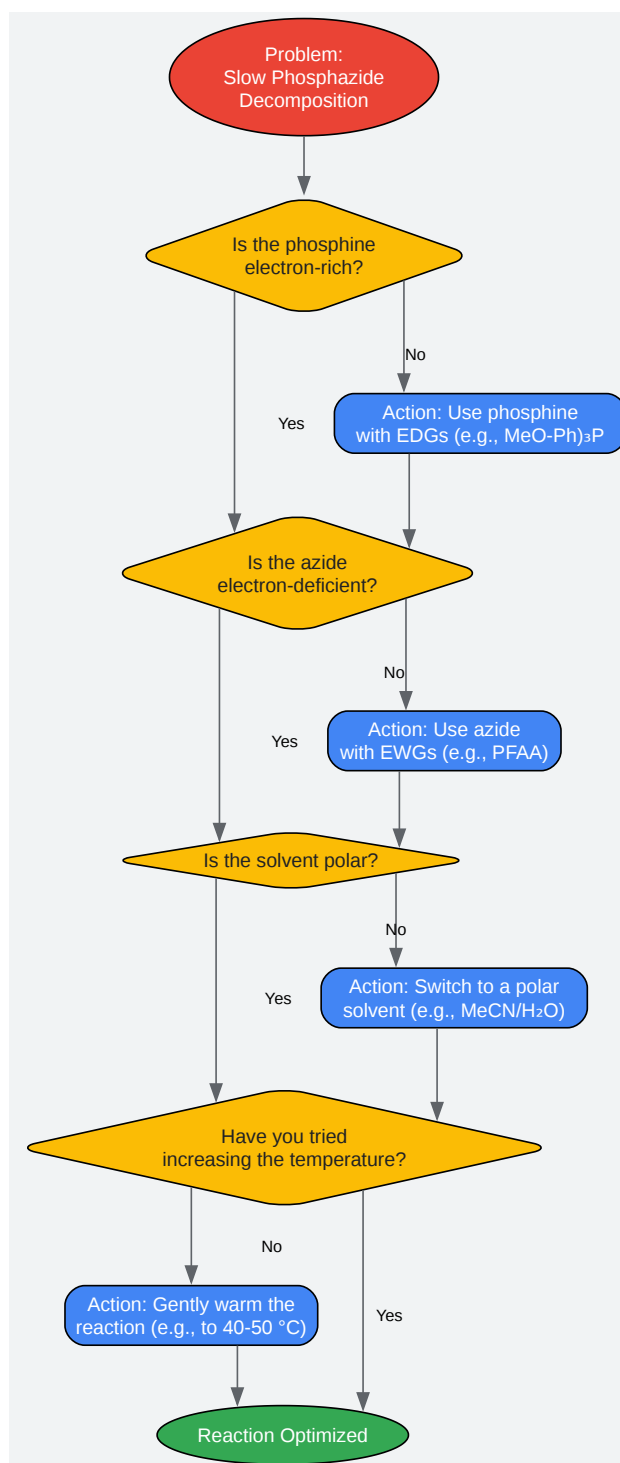 Problem:
Slow Phosphazide
Decomposition
Is the phosphine
electron-rich?
No
Yes
Action: Use phosphine
with EDGs (e.g., MeO-Ph)₃P
Is the azide
electron-deficient?
No
Yes
Action: Use azide
with EWGs (e.g., PFAA)
Is the solvent polar?
No
Yes
Action: Switch to a polar
solvent (e.g., MeCN/H₂O)
Have you tried
increasing the temperature?
No
Action: Gently warm the
reaction (e.g., to 40-50 °C)
Yes
Reaction Optimized